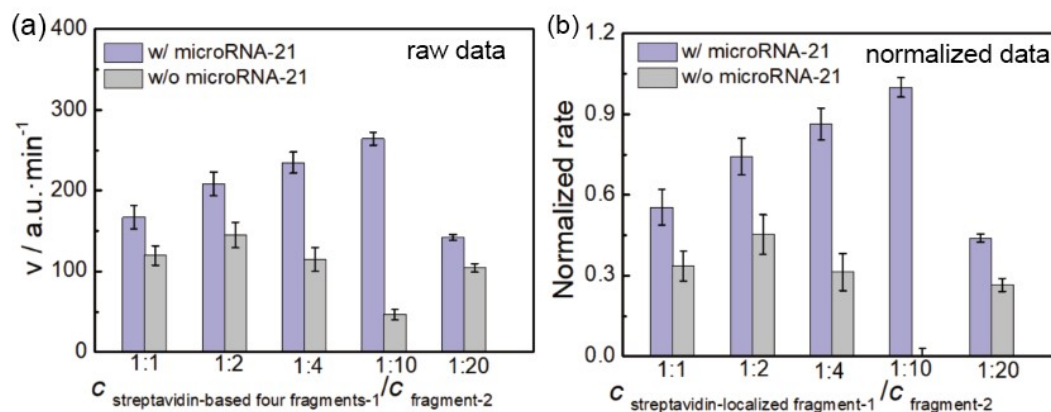 (a)
400
300
200
100
0
v / a.u.·min⁻¹
w/ microRNA-21
w/o microRNA-21
raw data
1:1 1:2 1:4 1:10 1:20
c streptavidin-based four fragments-1/c fragment-2
(b)
1.2
0.9
0.6
0.3
0.0
Normalized rate
w/ microRNA-21
w/o microRNA-21
normalized data
1:1 1:2 1:4 1:10 1:20
c streptavidin-localized fragment-1/c fragment-2